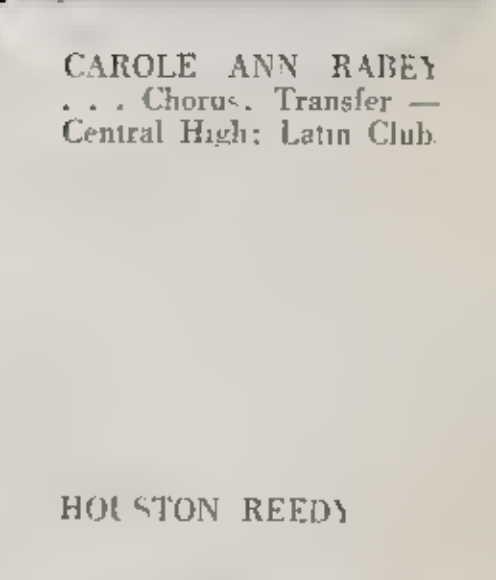 CAROLE ANN RABEY
. . . Chorus. Transfer —
Central High: Latin Club.
HOUSTON REEDY